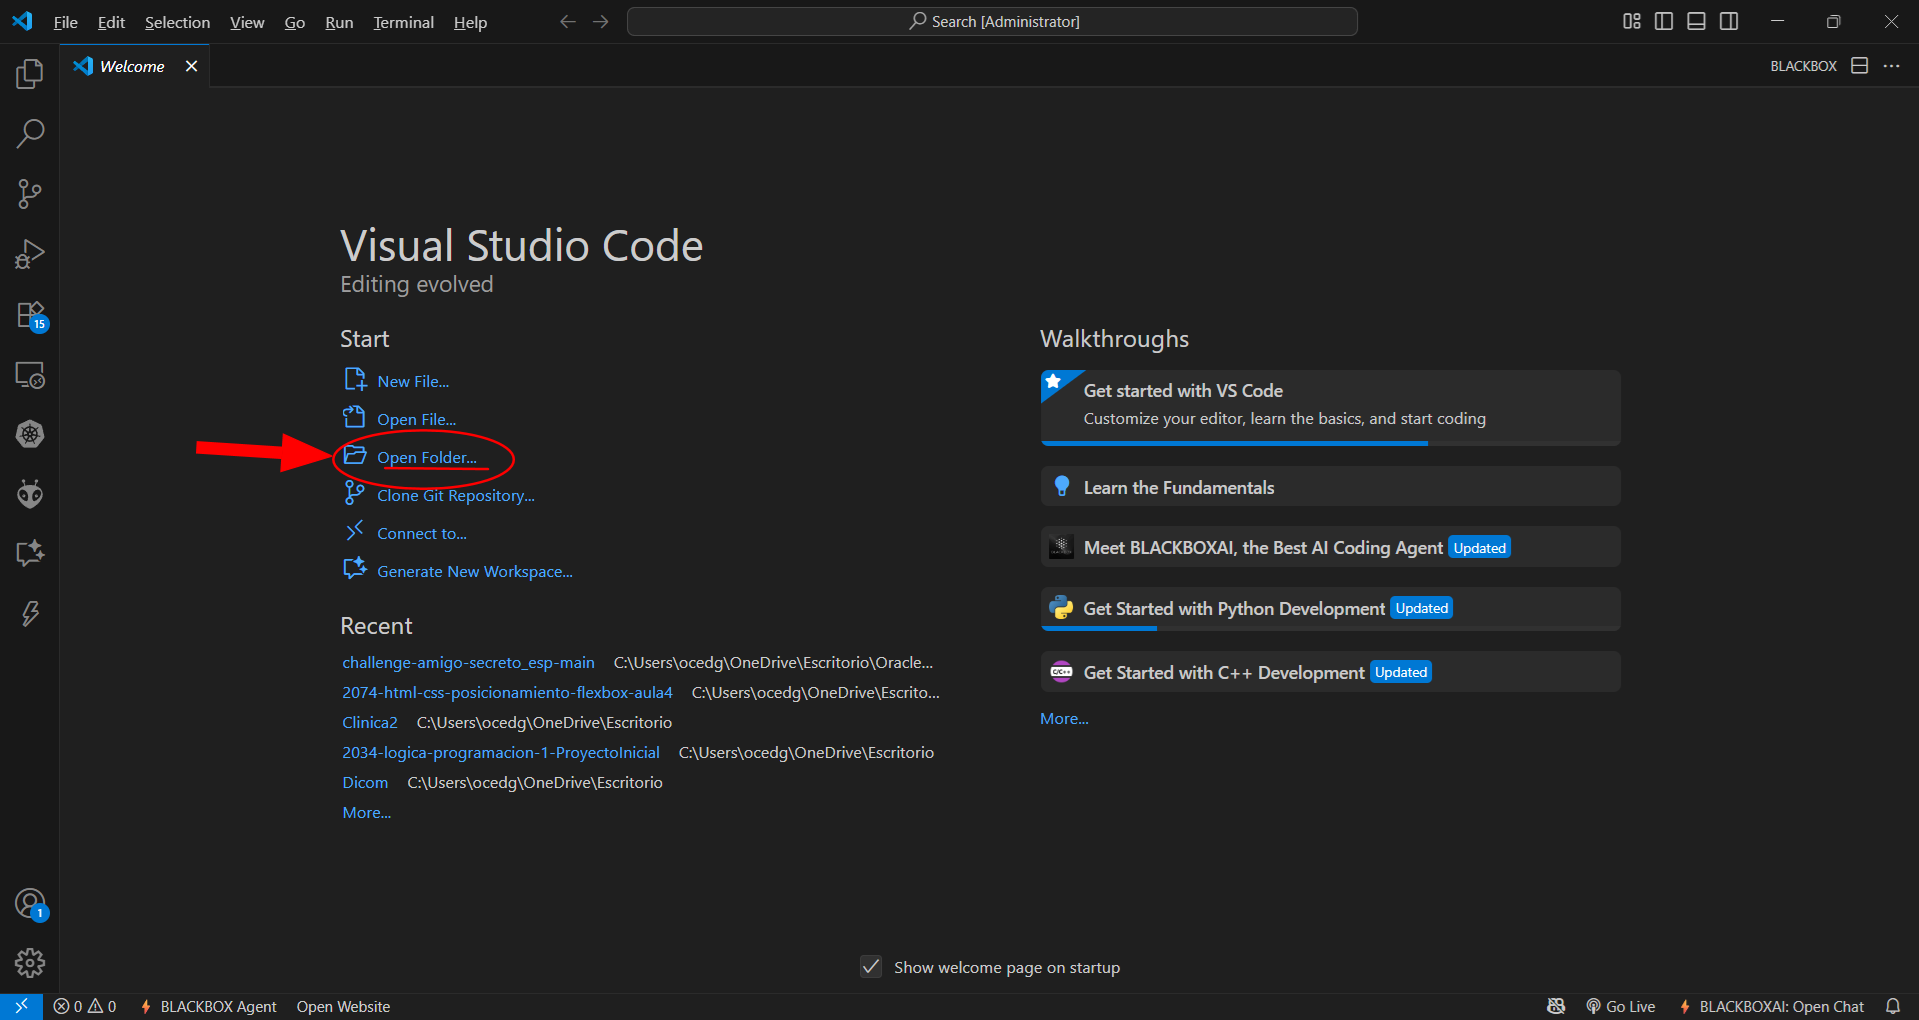 File Edit Selection View Go Run Terminal Help Search [Administrator]
Welcome BLACKBOX
15
Visual Studio Code
Editing evolved
Start
New File...
Open File...
Open Folder...
Clone Git Repository...
Connect to...
Generate New Workspace...
Recent
challenge-amigo-secreto_esp-main C:\Users\ocedg\OneDrive\Escritorio\Oracle...
2074-html-css-posicionamiento-flexbox-aula4 C:\Users\ocedg\OneDrive\Escrito...
Clinica2 C:\Users\ocedg\OneDrive\Escritorio
2034-logica-programacion-1-ProyectoInicial C:\Users\ocedg\OneDrive\Escritorio
Dicom C:\Users\ocedg\OneDrive\Escritorio
More...
Walkthroughs
Get started with VS Code
Customize your editor, learn the basics, and start coding
Learn the Fundamentals
Meet BLACKBOXAI, the Best AI Coding Agent Updated
Get Started with Python Development Updated
C/C++ Get Started with C++ Development Updated
More...
1
Show welcome page on startup
0 0 BLACKBOX Agent Open Website Go Live BLACKBOXAI: Open Chat